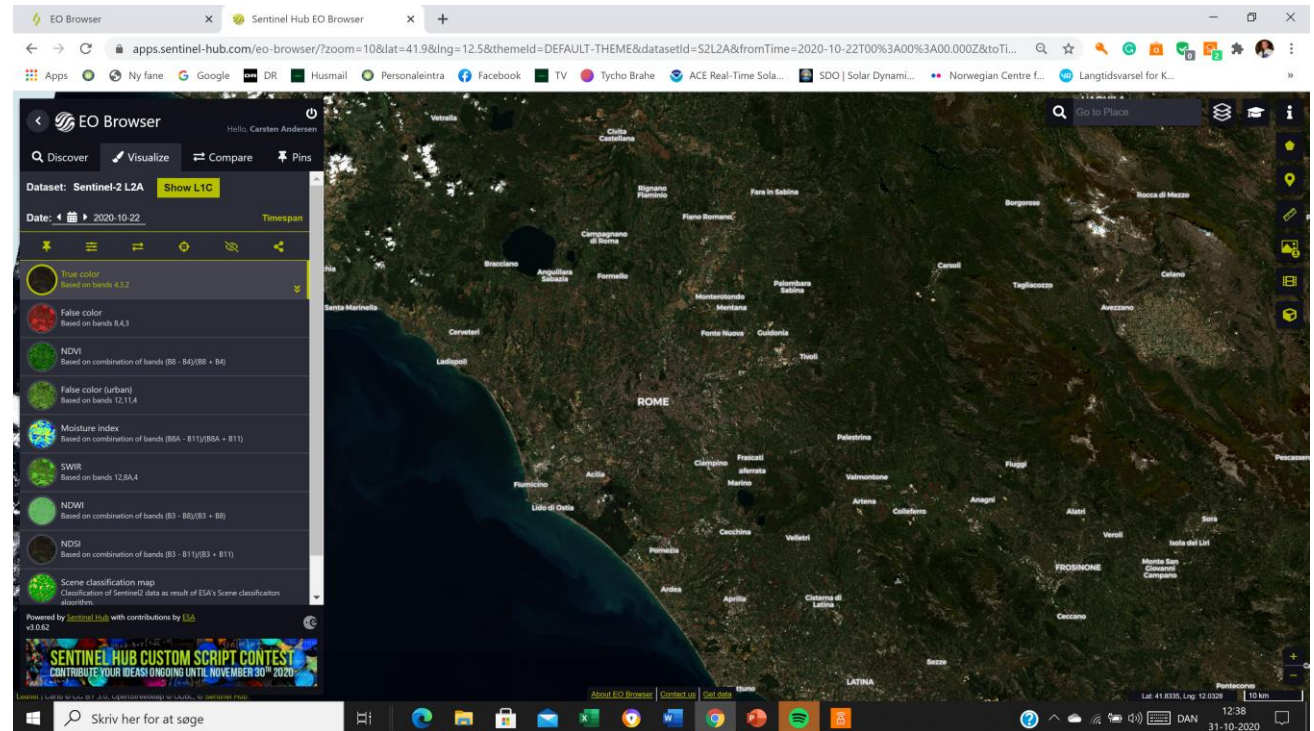 EO Browser
Sentinel Hub EO Browser
apps.sentinel-hub.com/eo-browser/?zoom=10&lat=41.9&lng=12.5&themeId=DEFAULT-THEME&datasetId=S2L2A&fromTime=2020-10-22T00%3A00%3A00.000Z&toTi...
Apps Ny fane Google DR Husmail Personaleintra Facebook TV Tycho Brahe ACE Real-Time Sola... SDO | Solar Dynami... Norwegian Centre f... Langtidsvarsel for K... »
EO Browser
Hello, Carsten Andersen
Discover Visualize Compare Pins
Dataset: Sentinel-2 L2A Show L1C
Date: 2020-10-22 Timespan
True color
Based on bands 4,3,2
False color
Based on bands 8,4,3
NDVI
Based on combination of bands (B8 - B4)/(B8 + B4)
False color (urban)
Based on bands 12,11,4
Moisture index
Based on combination of bands (B8A - B11)/(B8A + B11)
SWIR
Based on bands 12,8A,4
NDWI
Based on combination of bands (B3 - B8)/(B3 + B8)
NDSI
Based on combination of bands (B3 - B11)/(B3 + B11)
Scene classification map
Classification of Sentinel2 data as result of ESA's Scene classificaiton
algorithm.
Powered by Sentinel Hub with contributions by ESA
v3.0.62
SENTINEL HUB CUSTOM SCRIPT CONTEST
CONTRIBUTE YOUR IDEAS! ONGOING UNTIL NOVEMBER 30TH 2020
Go to Place
Vetralla
Civita
Castellana
Rignano
Flaminio
Fara in Sabina
Borgorose
Rocca di Mezzo
Fiano Romano
Campagnano
di Roma
Bracciano
Anguillara
Sabazia
Formello
Carsoli
Celano
Palombara
Sabina
Tagliacozzo
Monterotondo
Mentana
Santa Marinella
Avezzano
Cerveteri
Fonte Nuova
Guidonia
Ladispoli
Tivoli
ROME
Palestrina
Pescassero
Ciampino
Frascati
aferrata
Marino
Fiuggi
Acilia
Valmontone
Fiumicino
Lido di Ostia
Artena
Colleferro
Anagni
Alatri
Sora
Cecchina
Velletri
Veroli
Isola del Liri
Pomezia
FROSINONE
Monte San
Giovanni
Campano
Ardea
Aprilia
Cisterna di
Latina
Ceccano
Sezze
LATINA
Pontecorvo
ttuno
About EO Browser | Contact us | Get data
Lat: 41.8335, Lng: 12.0328
10 km
Skriv her for at søge
DAN
12:38
31-10-2020